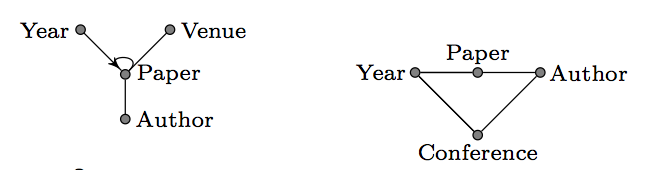 Year
Venue
Paper
Author
Paper
Year
Author
Conference